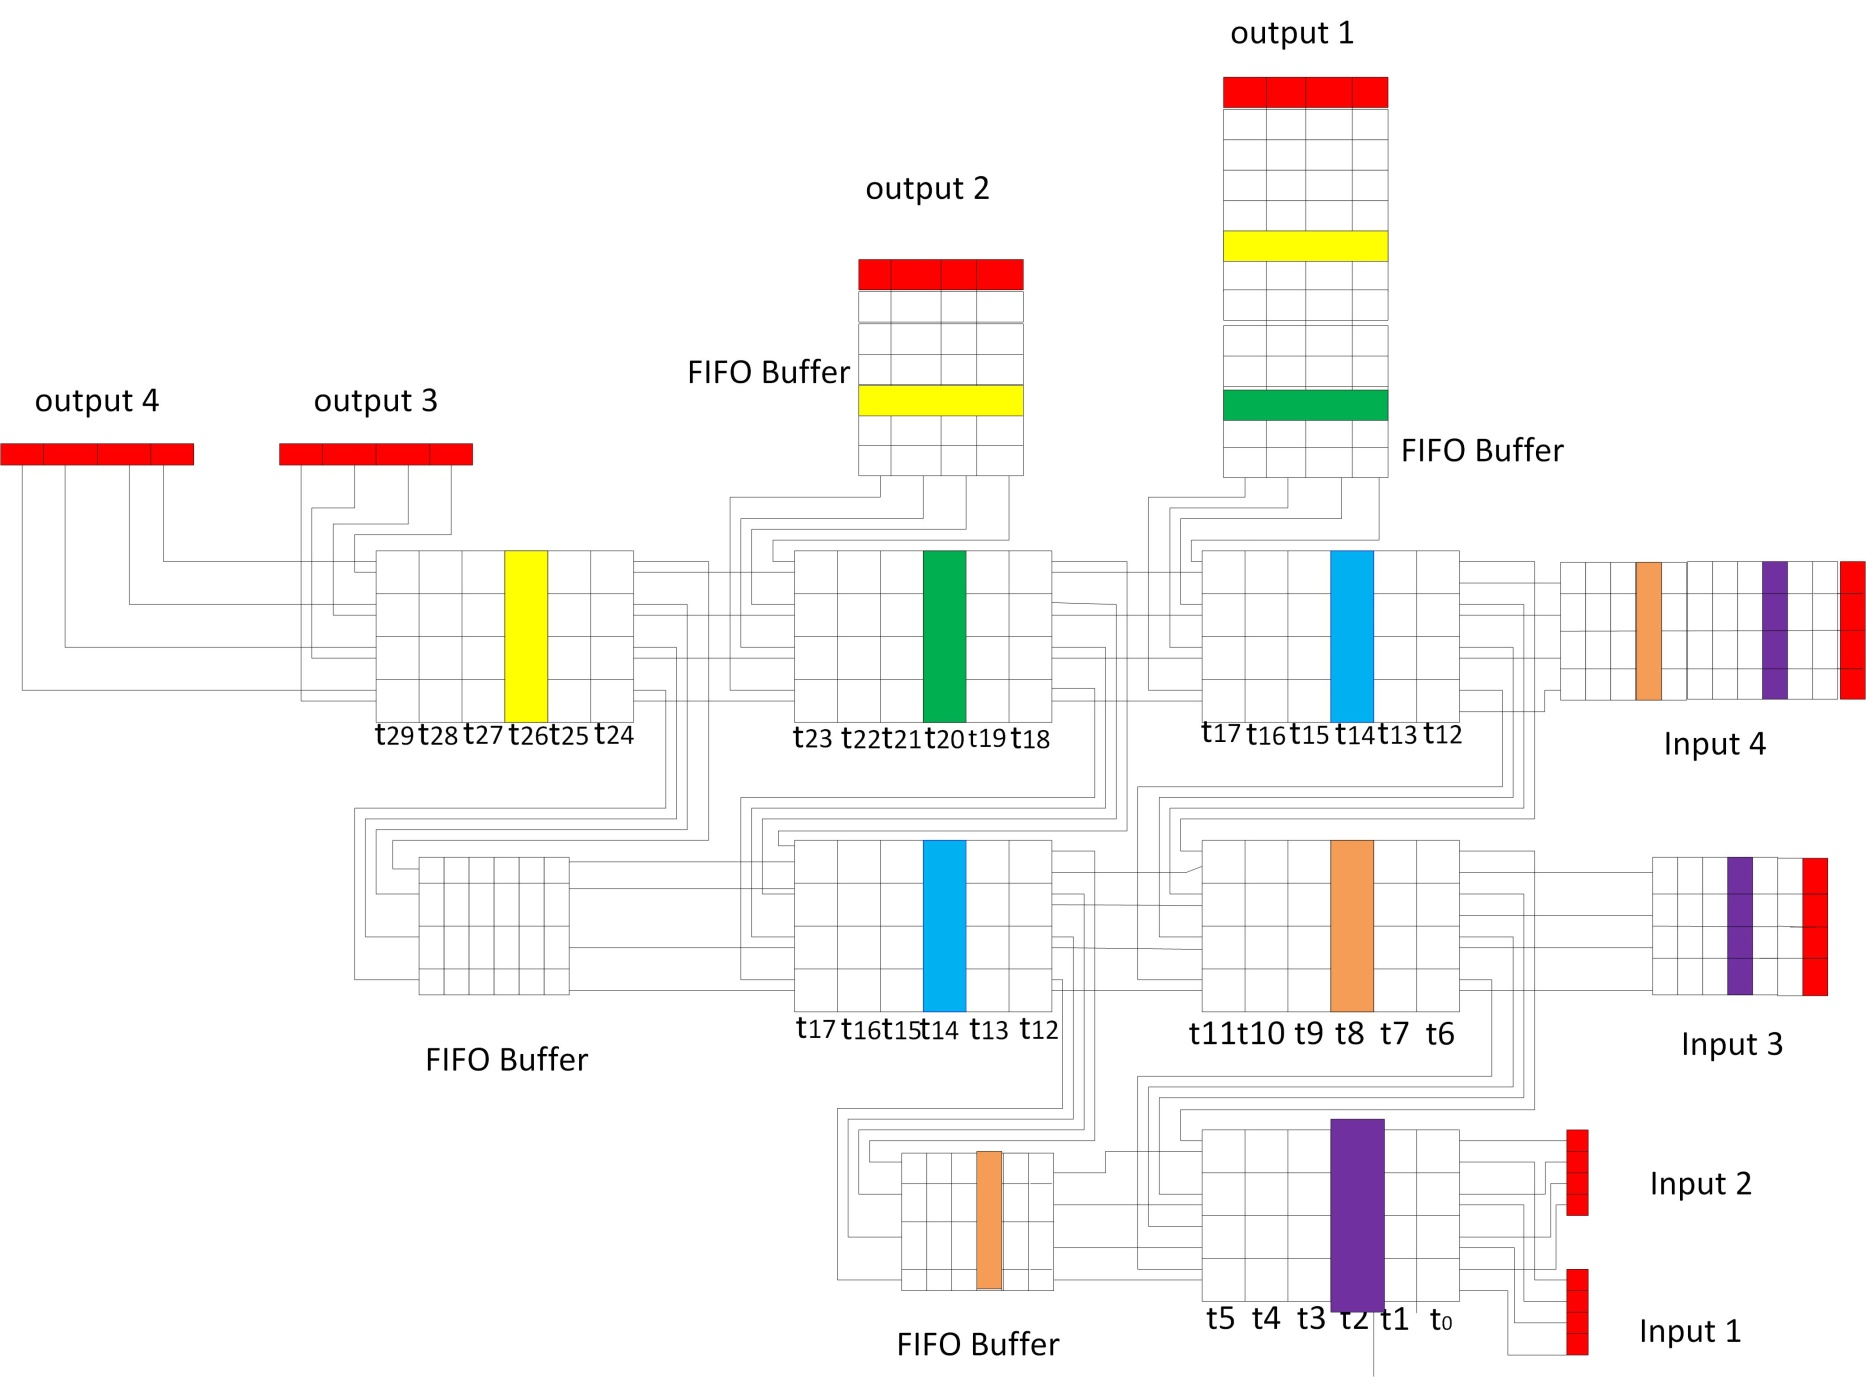 output 1
output 2
FIFO Buffer
output 4
output 3
FIFO Buffer
t29 t28 t27 t26 t25 t24
t23 t22 t21 t20 t19 t18
t17 t16 t15 t14 t13 t12
Input 4
t17 t16 t15 t14 t13 t12
t11 t10 t9 t8 t7 t6
Input 3
FIFO Buffer
Input 2
t5 t4 t3 t2 t1 t0
Input 1
FIFO Buffer